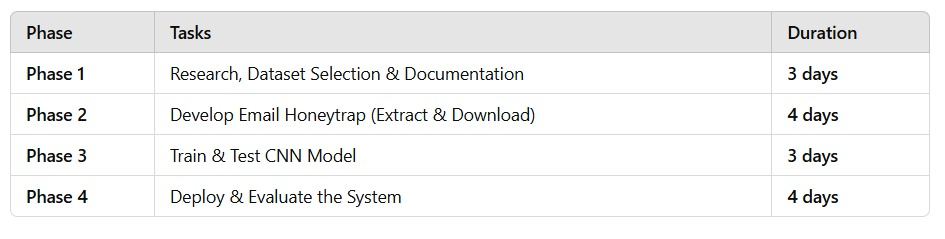 Phase Tasks Duration
Phase 1 Research, Dataset Selection & Documentation 3 days
Phase 2 Develop Email Honeytrap (Extract & Download) 4 days
Phase 3 Train & Test CNN Model 3 days
Phase 4 Deploy & Evaluate the System 4 days